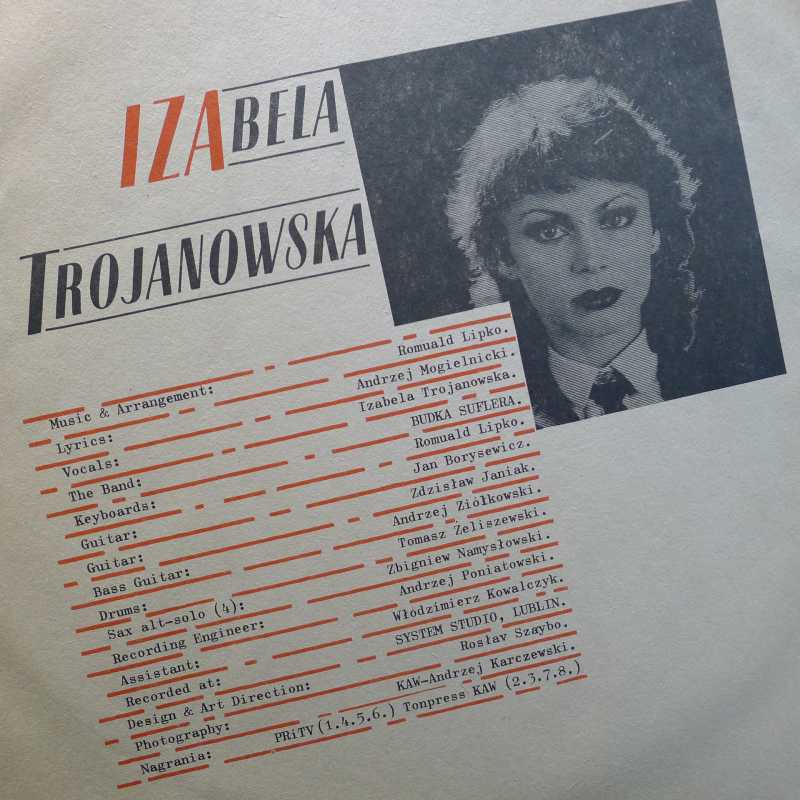 IZABELA
TROJANOWSKA
Music & Arrangement: Romuald Lipko.
Lyrics: Andrzej Mogielnicki.
Vocals: Izabela Trojanowska.
The Band: BUDKA SUFLERA.
Keyboards: Romuald Lipko.
Guitar: Jan Borysewicz.
Guitar: Zdzisław Janiak.
Bass Guitar: Andrzej Ziółkowski.
Drums: Tomasz Zeliszewski.
Sax alt-solo (4): Zbigniew Namysłowski.
Recording Engineer: Andrzej Poniatowski.
Assistant: Włodzimierz Kowalczyk.
Recorded at: SYSTEM STUDIO, LUBLIN.
Design & Art Direction: Rosłav Szaybo.
Photography: KAW-Andrzej Karczewski.
Nagrania: PRiTV (1.4.5.6.) Tonpress KAW (2.3.7.8.)